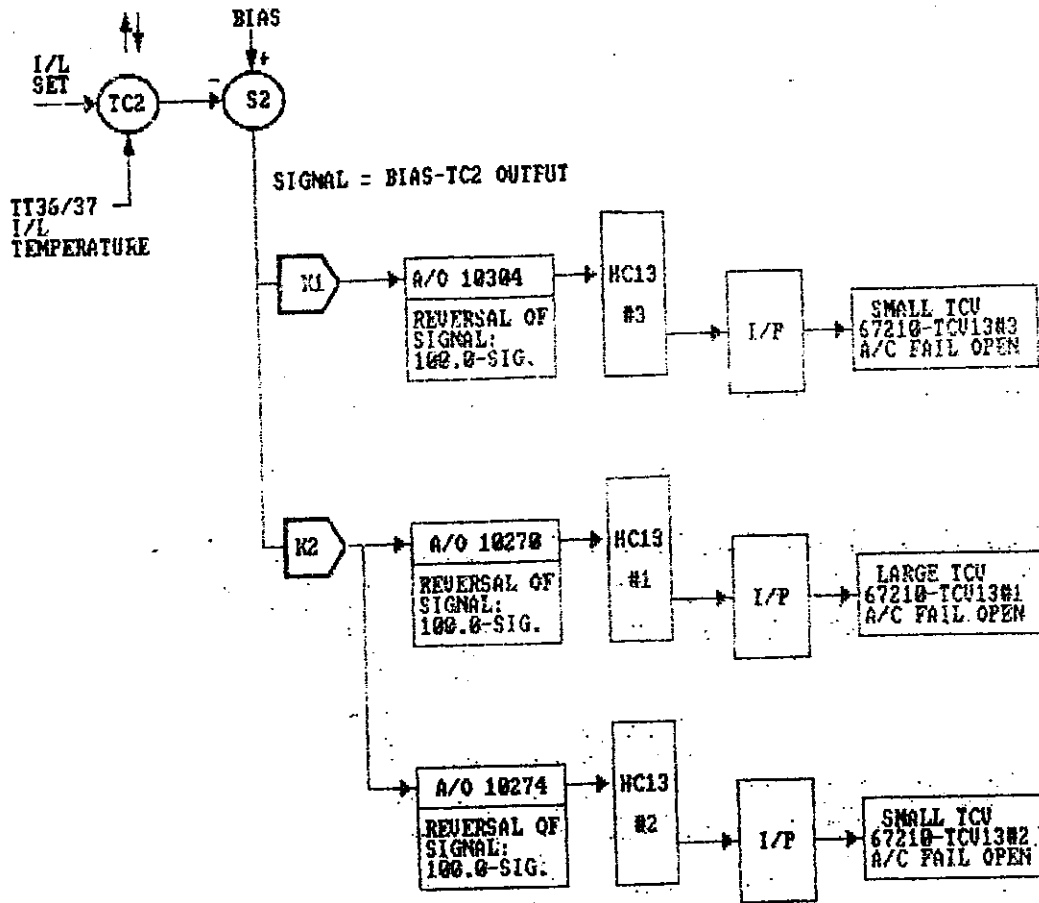 BIAS
I/L
SET
- +
TC2
S2
SIGNAL = BIAS-TC2 OUTPUT
TT36/37
I/L
TEMPERATURE
K1
A/O 10304
REVERSAL OF
SIGNAL:
100.0-SIG.
HC13
#3
I/P
SMALL TCV
67210-TCV13#3
A/C FAIL OPEN
K2
A/O 10270
REVERSAL OF
SIGNAL:
100.0-SIG.
HC13
#1
I/P
LARGE TCV
67210-TCV13#1
A/C FAIL OPEN
A/O 10274
REVERSAL OF
SIGNAL:
100.0-SIG.
HC13
#2
I/P
SMALL TCV
67210-TCV13#2
A/C FAIL OPEN